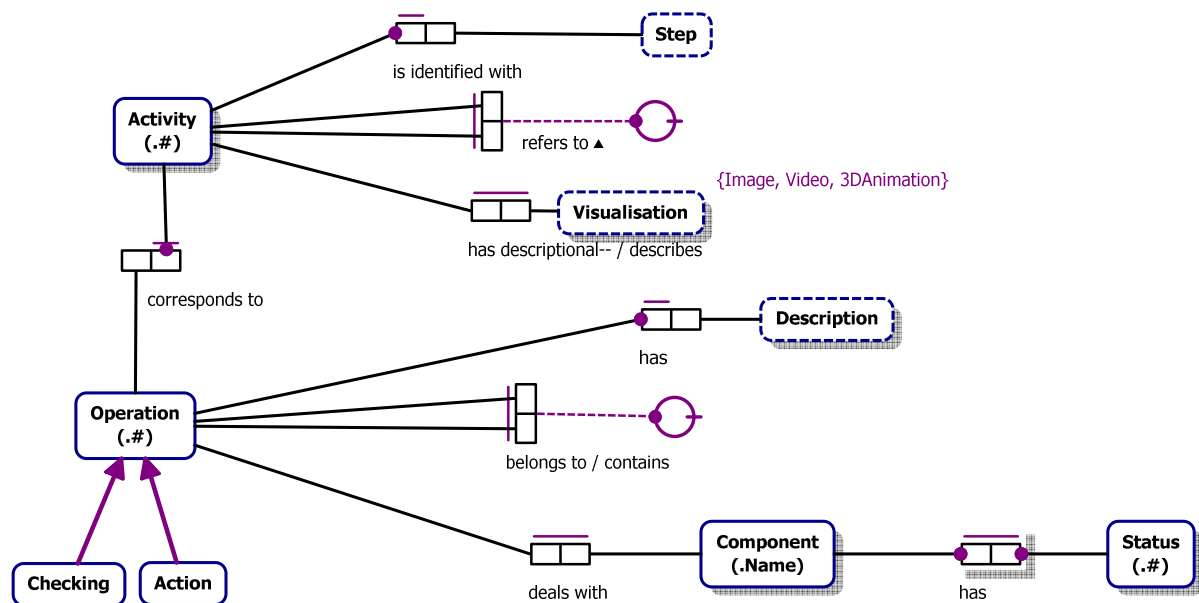 Step
is identified with
Activity
(.#)
refers to ▲
{Image, Video, 3DAnimation}
Visualisation
has descriptional-- / describes
corresponds to
Description
has
Operation
(.#)
belongs to / contains
Component
(.Name)
Status
(.#)
Checking
Action
deals with
has